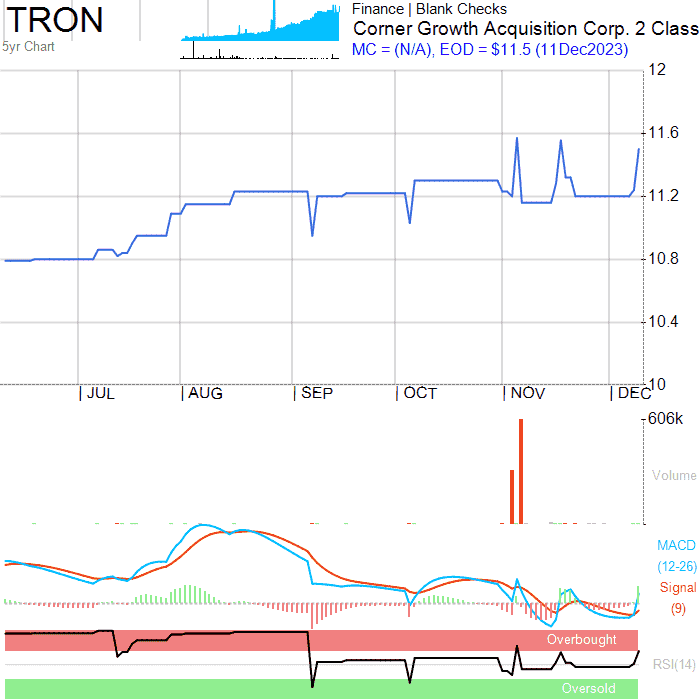 TRON
5yr Chart
Finance | Blank Checks
Corner Growth Acquisition Corp. 2 Class
MC = (N/A), EOD = $11.5 (11Dec2023)
12
11.6
11.2
10.8
10.4
10
| JUL | AUG | SEP | OCT | NOV | DEC
606k
Volume
MACD
(12-26)
Signal
(9)
Overbought
RSI(14)
Oversold